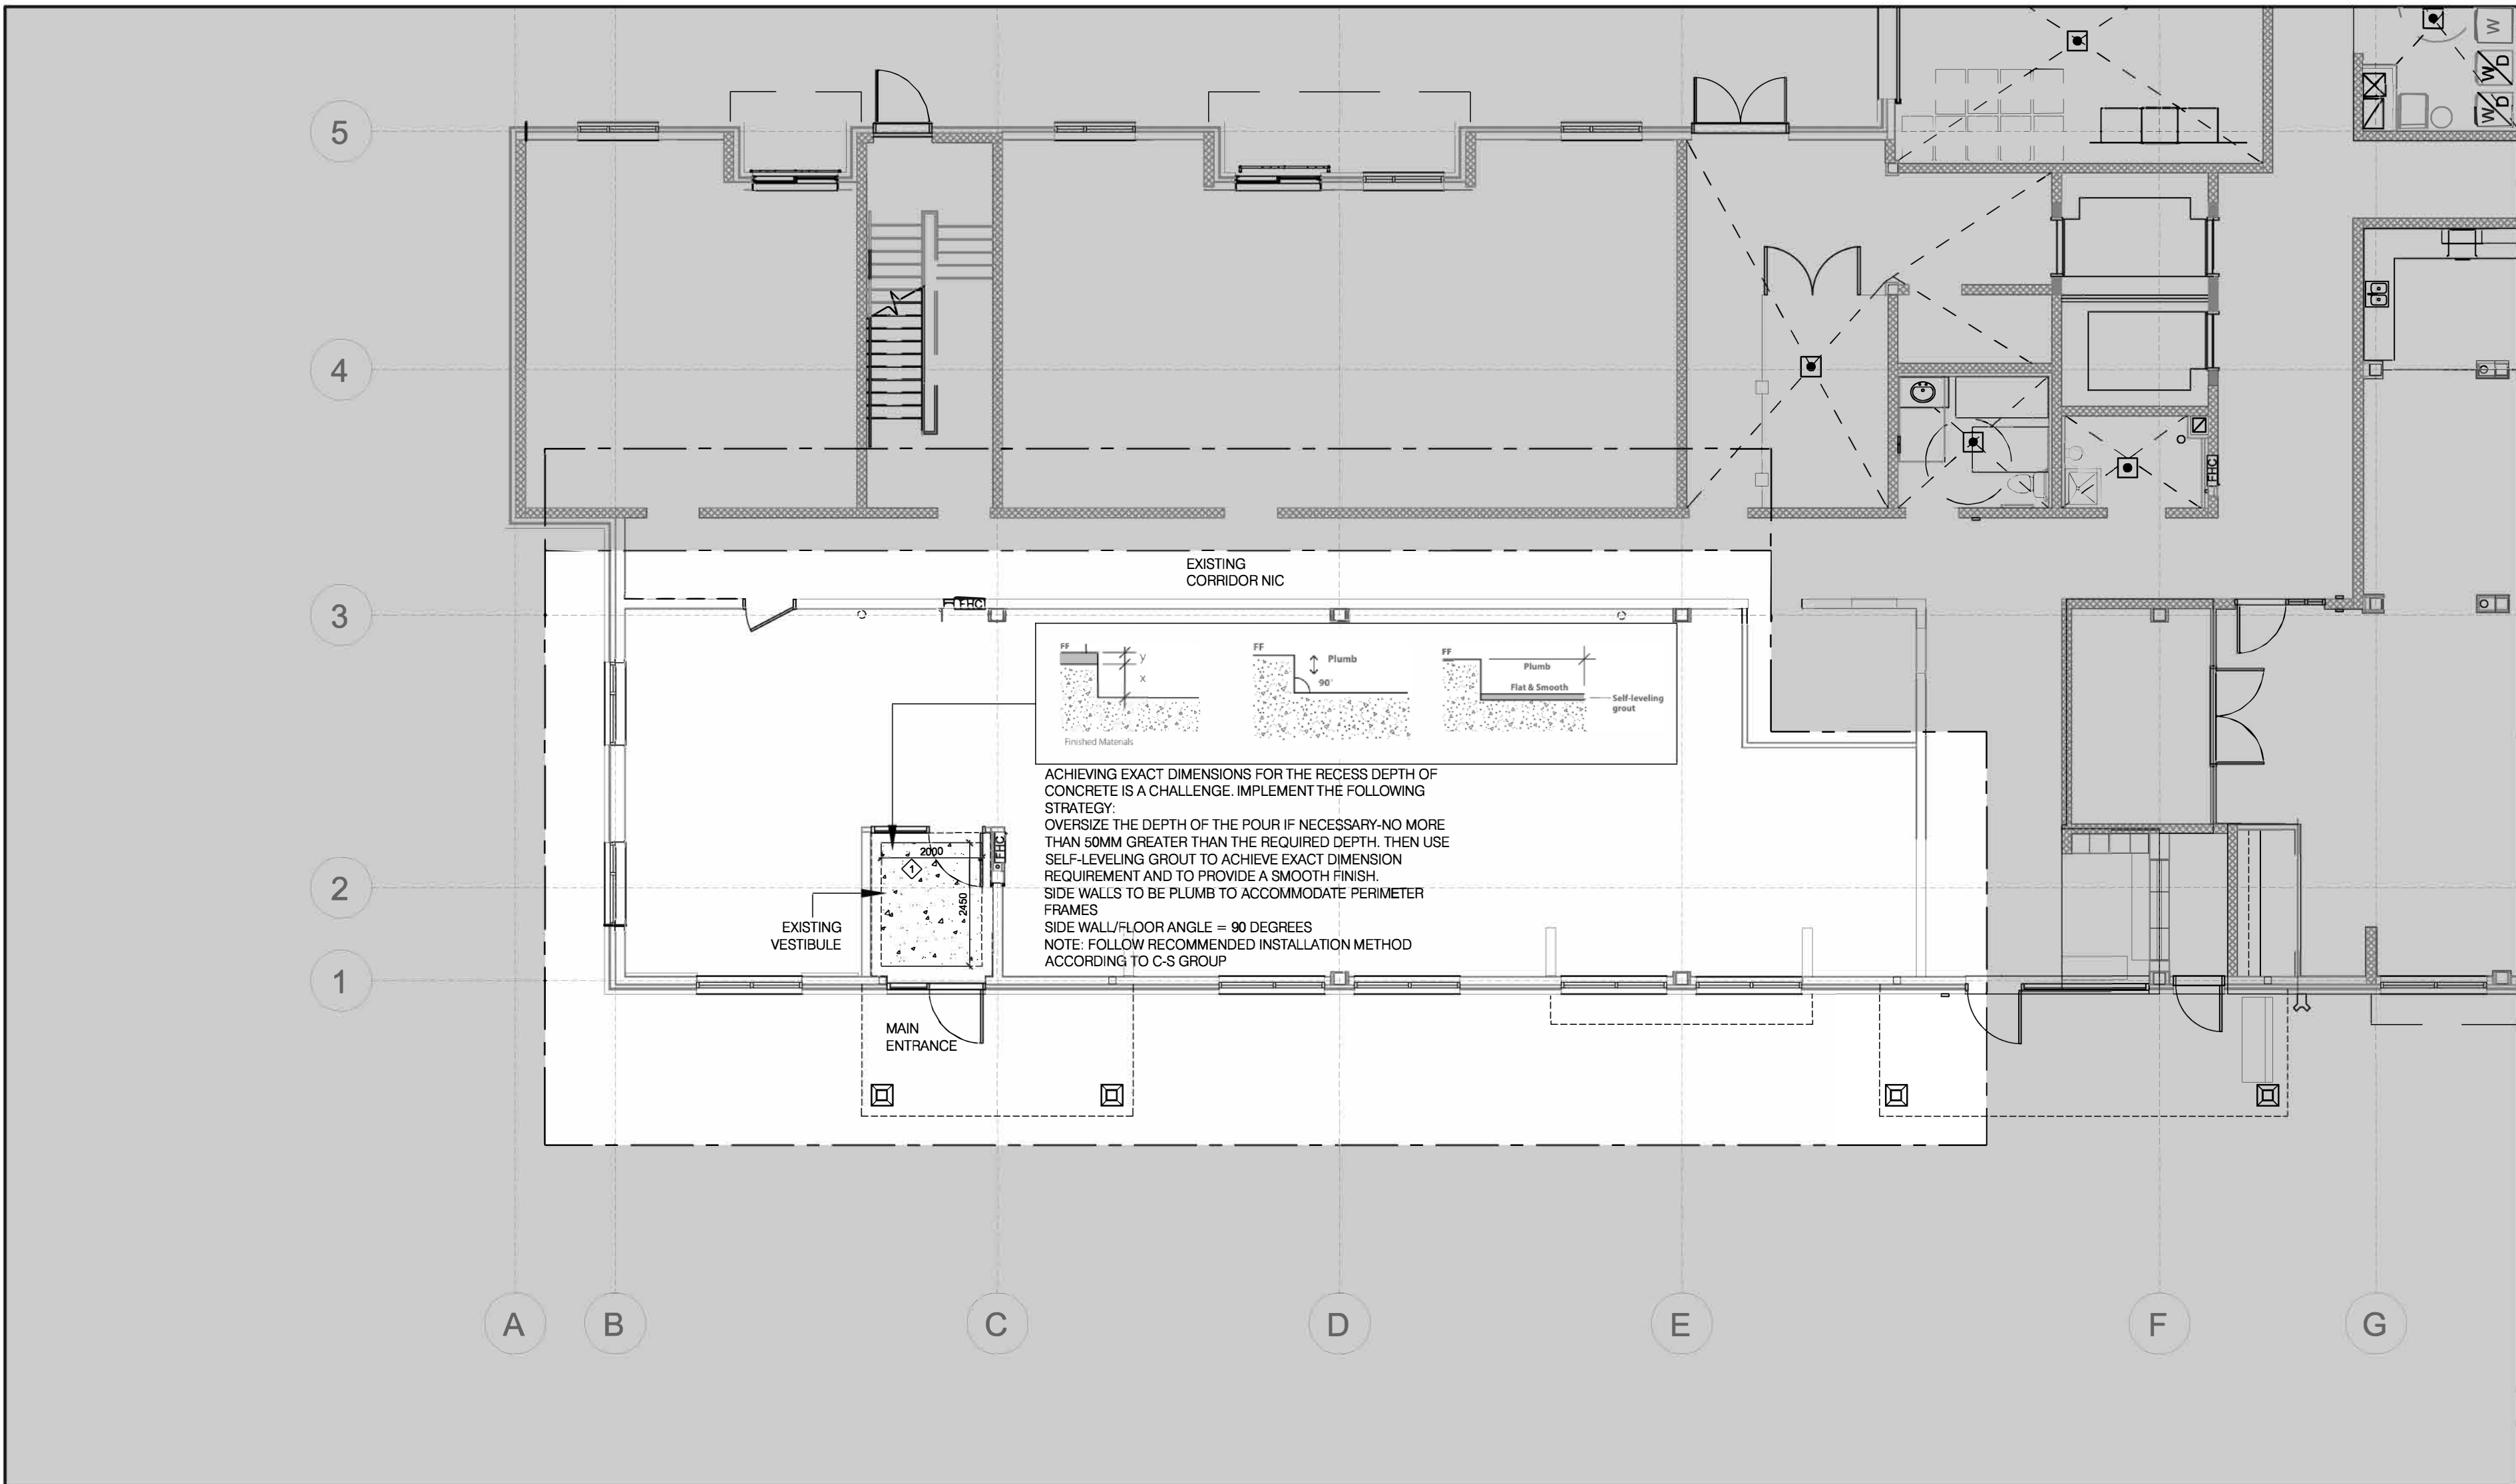 W
W/D
W/D
5
4
FHC
EXISTING
CORRIDOR NIC
3
FHC
FF
y
x
Finished Materials
FF
Plumb
90°
FF
Plumb
Flat & Smooth
Self-leveling
grout
ACHIEVING EXACT DIMENSIONS FOR THE RECESS DEPTH OF
CONCRETE IS A CHALLENGE. IMPLEMENT THE FOLLOWING
STRATEGY:
OVERSIZE THE DEPTH OF THE POUR IF NECESSARY-NO MORE
THAN 50MM GREATER THAN THE REQUIRED DEPTH. THEN USE
SELF-LEVELING GROUT TO ACHIEVE EXACT DIMENSION
REQUIREMENT AND TO PROVIDE A SMOOTH FINISH.
SIDE WALLS TO BE PLUMB TO ACCOMMODATE PERIMETER
FRAMES
SIDE WALL/FLOOR ANGLE = 90 DEGREES
NOTE: FOLLOW RECOMMENDED INSTALLATION METHOD
ACCORDING TO C-S GROUP
2000
FHC
1
2450
2
EXISTING
VESTIBULE
1
MAIN
ENTRANCE
A
B
C
D
E
F
G